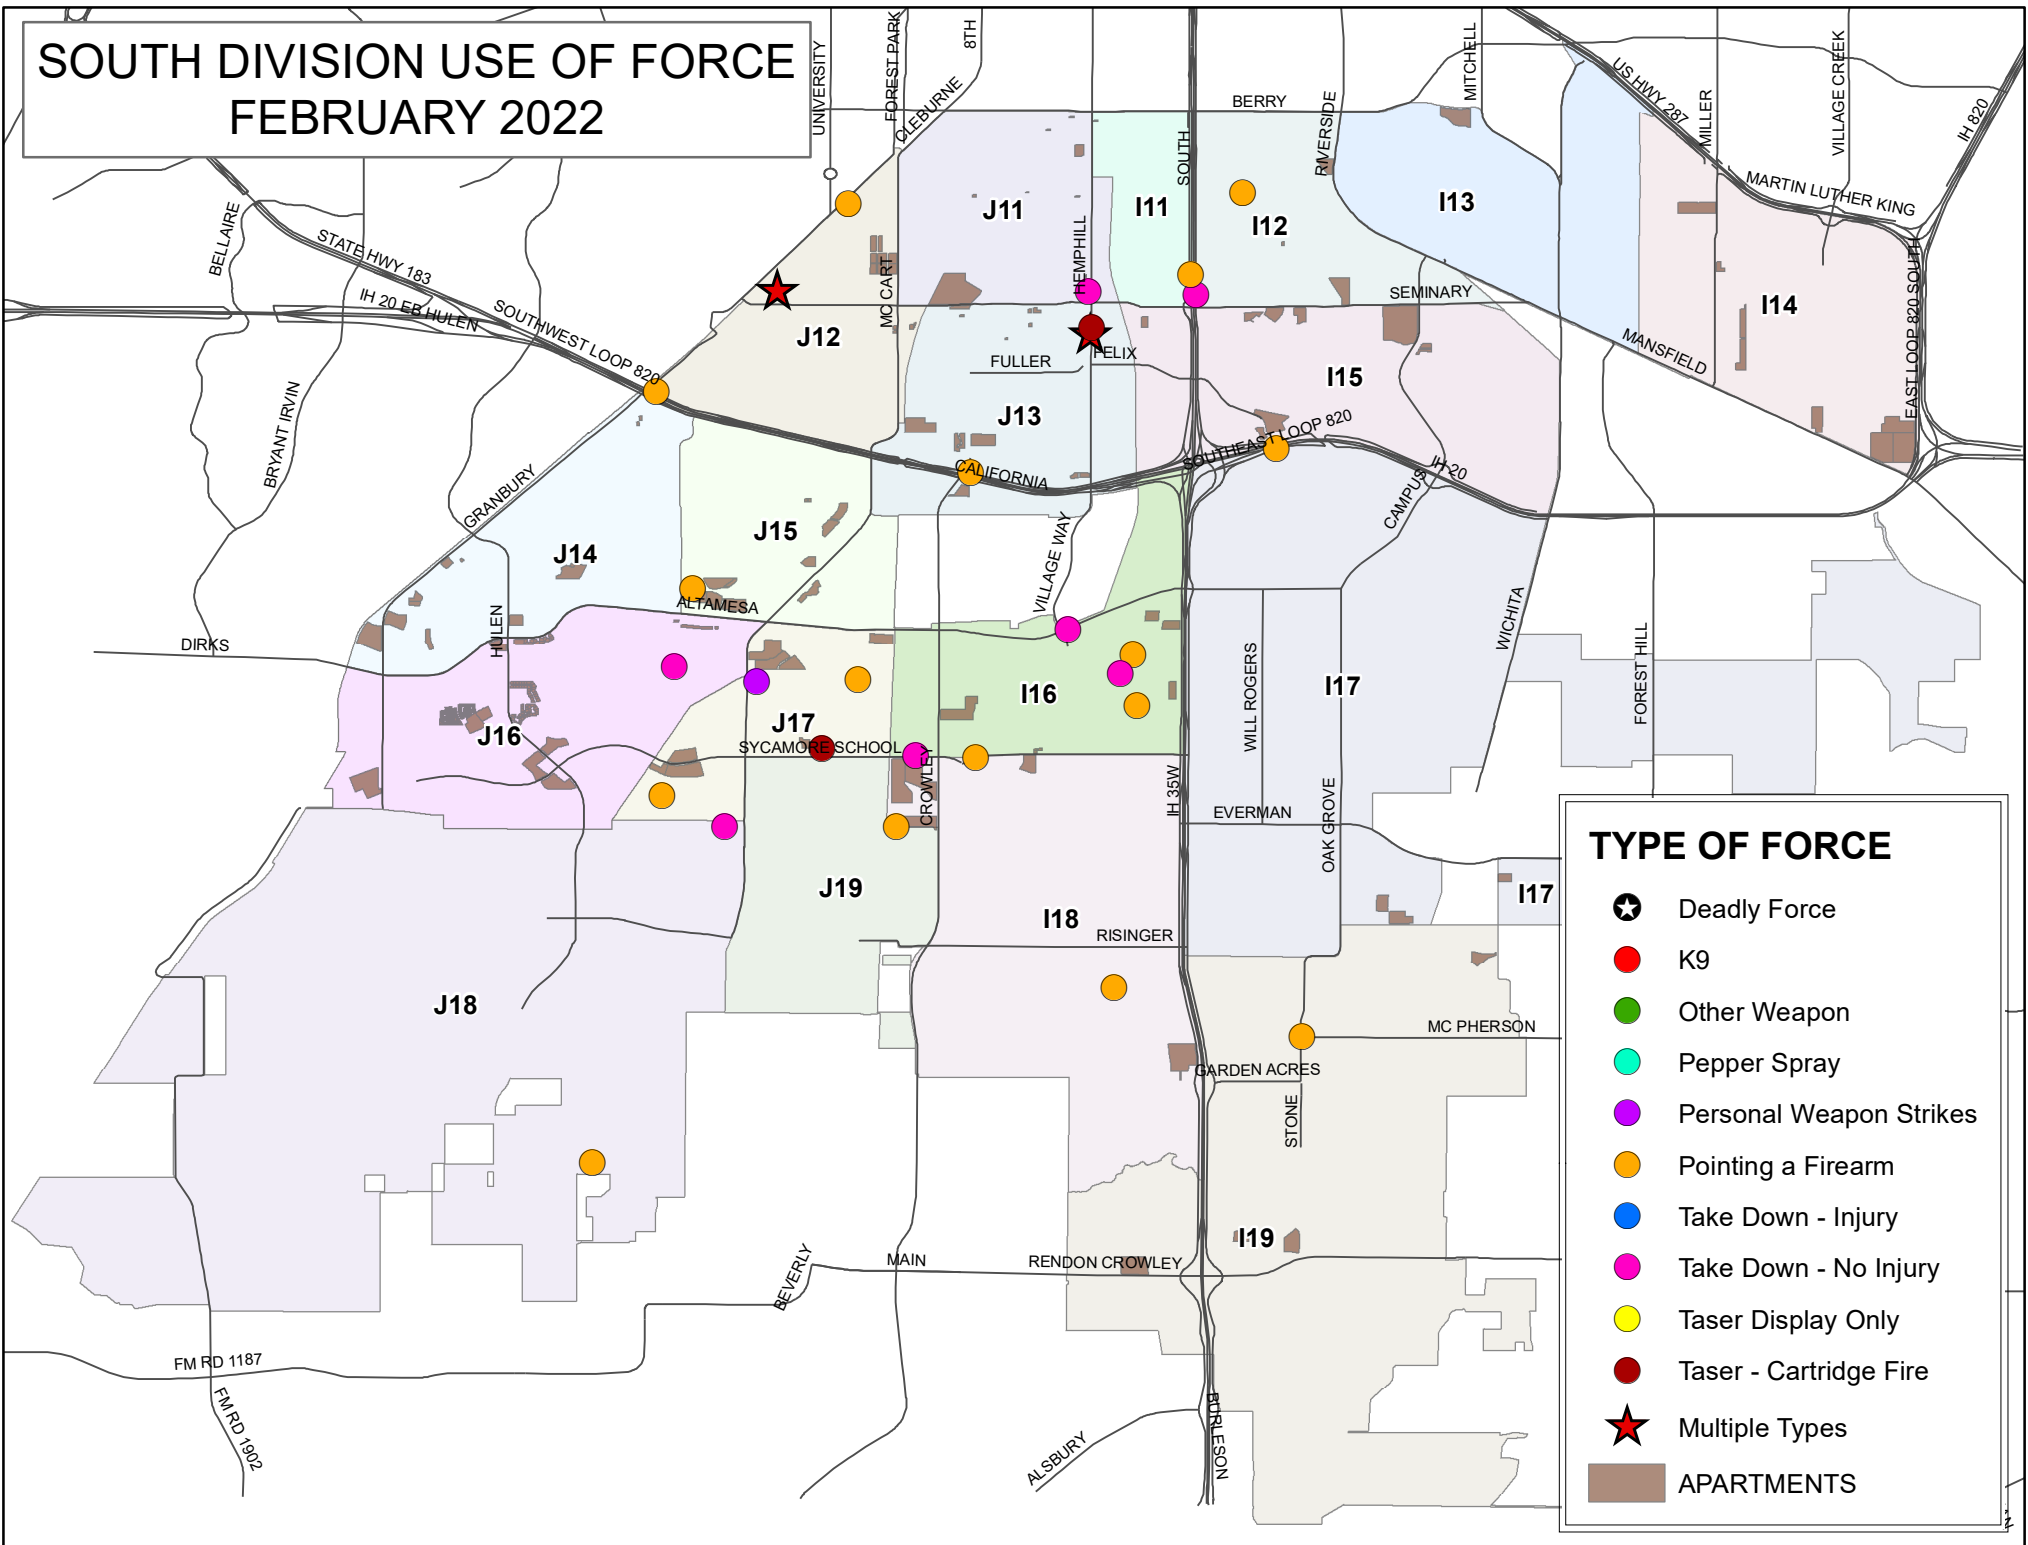 SOUTH DIVISION USE OF FORCE
FEBRUARY 2022
UNIVERSITY
FOREST PARK
CLEBURNE
8TH
BERRY
SOUTH
RIVERSIDE
MITCHELL
US HWY 287
MILLER
VILLAGE CREEK
IH 820
MARTIN LUTHER KING
EAST LOOP 820 SOUTH
BELLAIRE
STATE HWY 183
IH 20 EB HULEN
SOUTHWEST LOOP 820
MC CART
HEMPHILL
J11
I11
I12
I13
I14
SEMINARY
MANSFIELD
J12
FULLER
FELIX
J13
I15
BRYANT IRVIN
GRANBURY
CALIFORNIA
SOUTHEAST LOOP 820
IH 20
CAMPUS
J14
J15
VILLAGE WAY
ALTAMESA
HULEN
DIRKS
WICHITA
FOREST HILL
WILL ROGERS
I16
I17
J16
J17
SYCAMORE SCHOOL
CROWLEY
IH 35W
EVERMAN
OAK GROVE
J19
I18
I17
RISINGER
J18
MC PHERSON
GARDEN ACRES
STONE
I19
BEVERLY
MAIN
RENDON CROWLEY
FM RD 1187
FM RD 1902
ALSBURY
BURLESON
TYPE OF FORCE
Deadly Force
K9
Other Weapon
Pepper Spray
Personal Weapon Strikes
Pointing a Firearm
Take Down - Injury
Take Down - No Injury
Taser Display Only
Taser - Cartridge Fire
Multiple Types
APARTMENTS